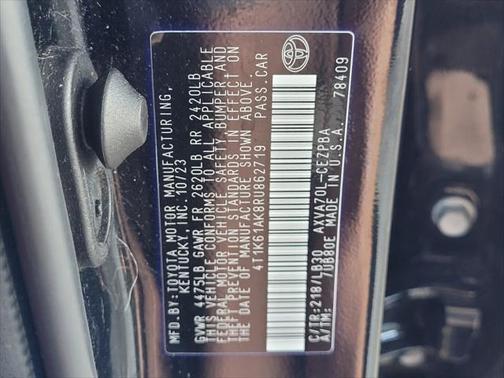 MFD.BY:TOYOTA MOTOR MANUFACTURING,
KENTUCKY, INC. 10/23
GVWR 4475LB GAWR FR 2620LB RR 2420LB
THIS VEHICLE CONFORMS TO ALL APPLICABLE
FEDERAL MOTOR VEHICLE SAFETY, BUMPER AND
THEFT PREVENTION STANDARDS IN EFFECT ON
THE DATE OF MANUFACTURE SHOWN ABOVE.
4T1K61AK8RU862719 PASS.CAR
C/TR:218/LB30 AXVA70L-CEZPBA
A/TM: 7UB80E MADE IN U.S.A. 78409